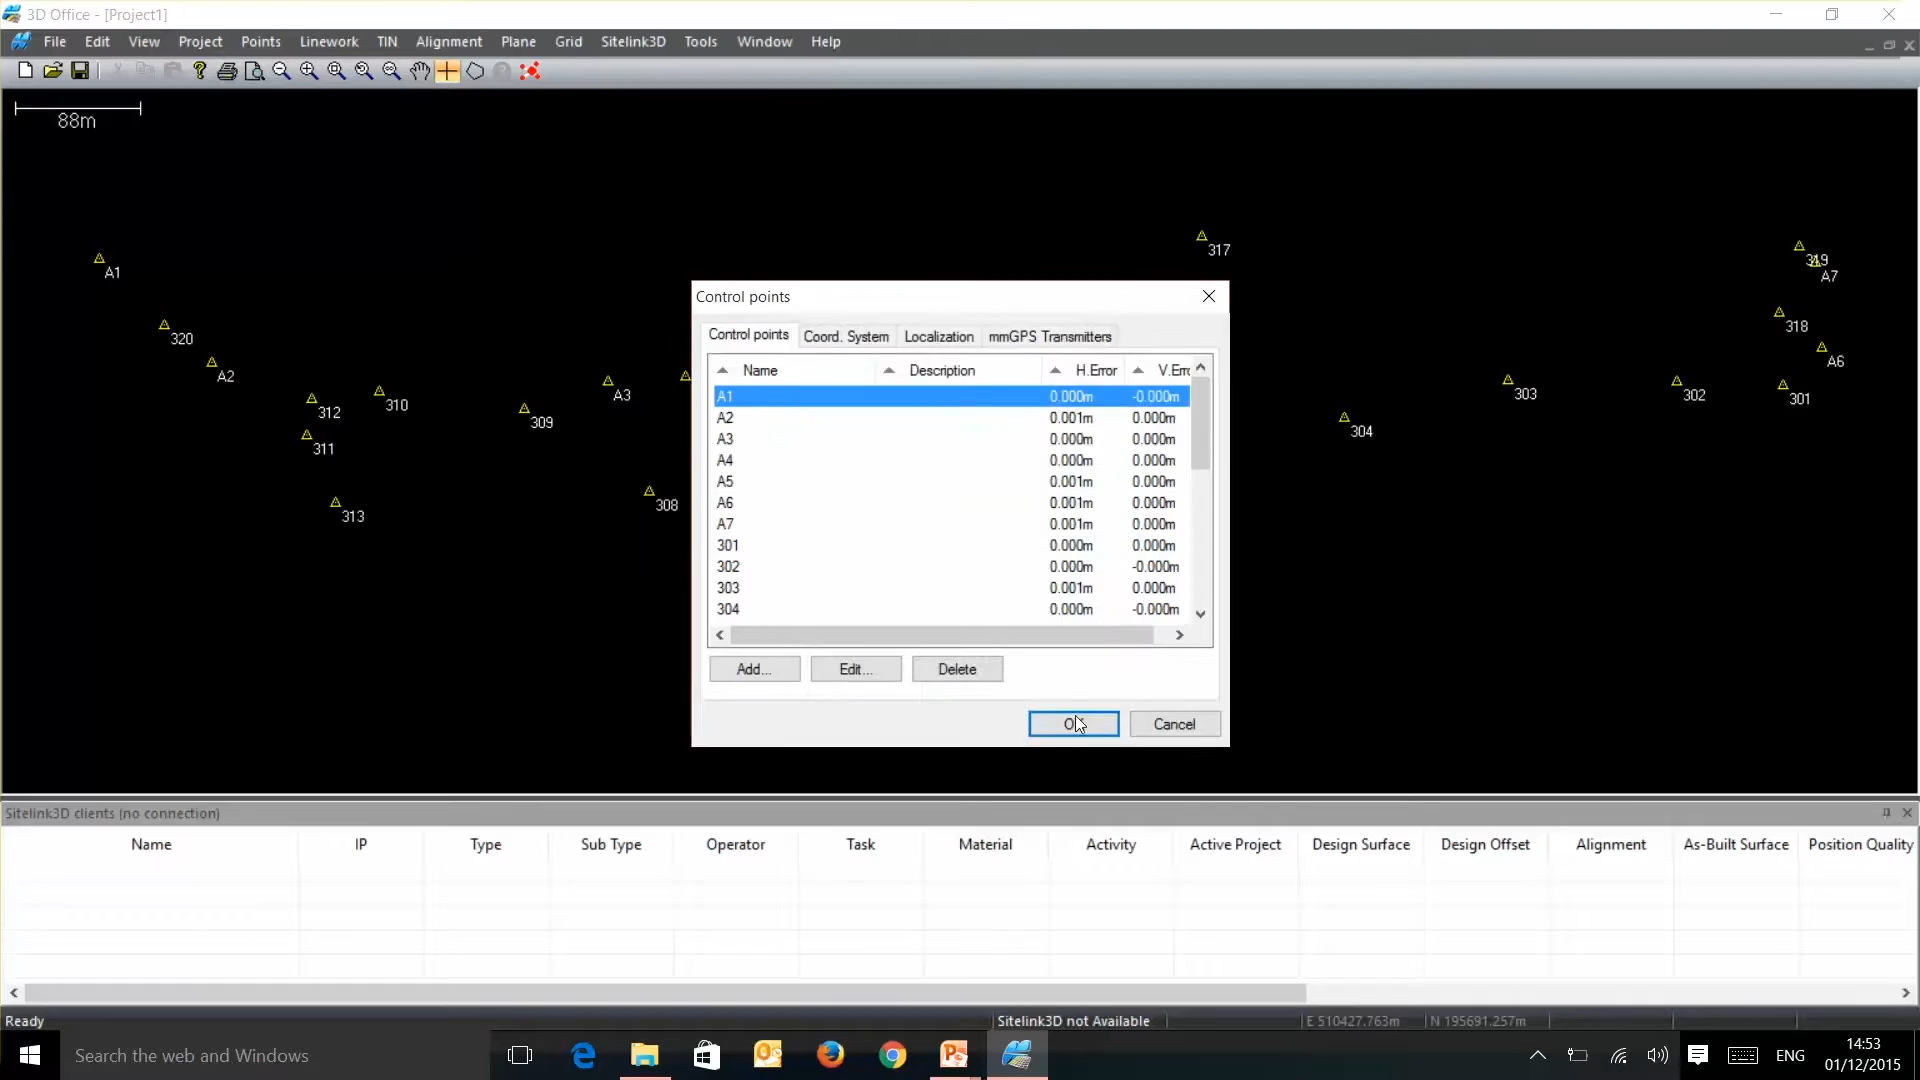 3D Office - [Project1]
File Edit View Project Points Linework TIN Alignment Plane Grid Sitelink3D Tools Window Help
88m
317
A1
319
A7
320
318
A2
A6
A3
303
302
301
312
310
309
304
311
308
313
Control points
Control points Coord. System Localization mmGPS Transmitters
Name Description H.Error V.Erro
A1 0.000m -0.000m
A2 0.001m 0.000m
A3 0.000m 0.000m
A4 0.000m 0.000m
A5 0.001m 0.000m
A6 0.001m 0.000m
A7 0.001m 0.000m
301 0.000m 0.000m
302 0.000m -0.000m
303 0.001m 0.000m
304 0.000m -0.000m
Add... Edit... Delete
Cancel
Sitelink3D clients (no connection)
Name IP Type Sub Type Operator Task Material Activity Active Project Design Surface Design Offset Alignment As-Built Surface Position Quality
Ready Sitelink3D not Available E 510427.763m N 195691.257m
Search the web and Windows
ENG
14:53
01/12/2015